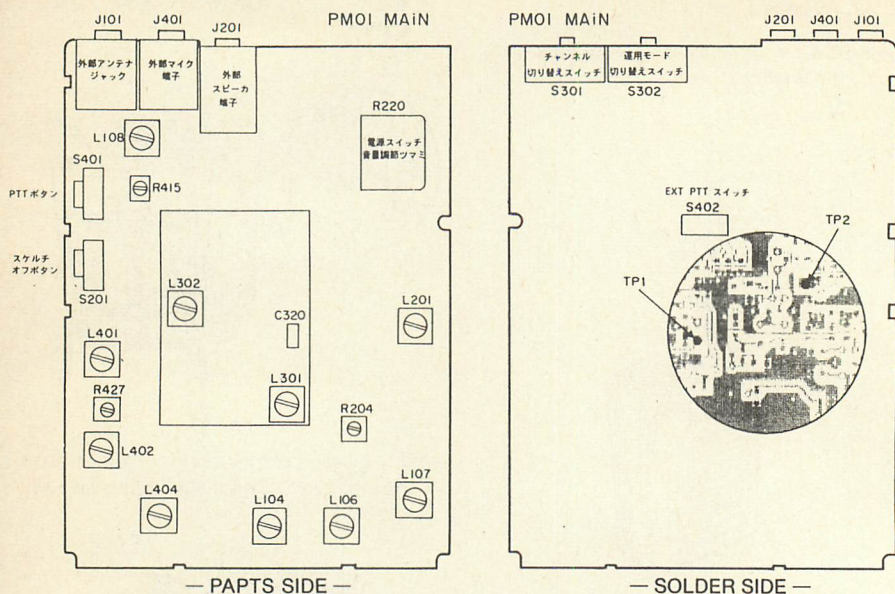 PM01 MAiN
J101
J401
J201
外部アンテナ
ジャック
外部マイク
端子
外部
スピーカ
端子
R220
電源スイッチ
音量調節ツマミ
L108
S401
R415
PTTボタン
スケルチ
オフボタン
S201
L302
C320
L201
L401
L301
R427
R204
L402
L107
L404
L104
L106
— PAPTS SIDE —
PM01 MAiN
J201
J401
J101
チャンネル
切り替えスイッチ
S301
運用モード
切り替えスイッチ
S302
EXT PTT スイッチ
S402
TP2
TP1
— SOLDER SIDE —